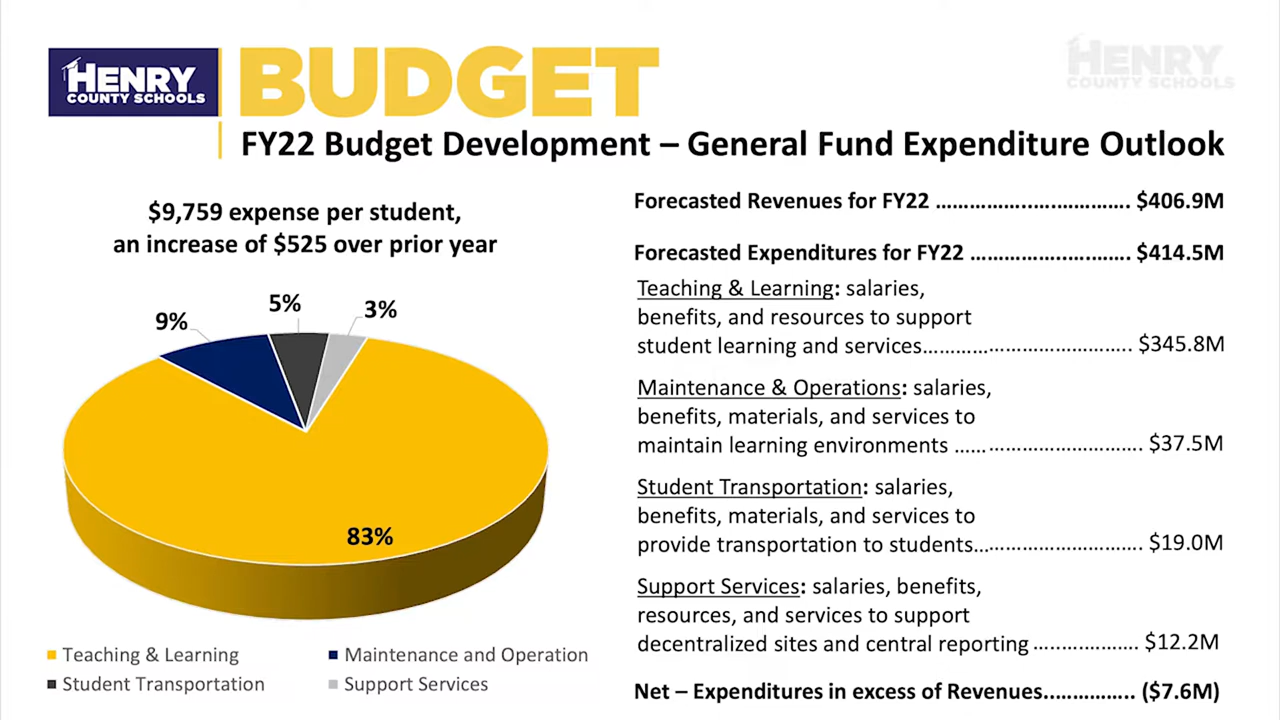 HENRY
COUNTY SCHOOLS
BUDGET
HENRY
COUNTY SCHOOLS
FY22 Budget Development – General Fund Expenditure Outlook
$9,759 expense per student,
an increase of $525 over prior year
9%
5%
3%
83%
Teaching & Learning
Maintenance and Operation
Student Transportation
Support Services
Forecasted Revenues for FY22 ……………..…………… $406.9M
Forecasted Expenditures for FY22 ……………..…..…… $414.5M
Teaching & Learning: salaries,
benefits, and resources to support
student learning and services………..…………………….. $345.8M
Maintenance & Operations: salaries,
benefits, materials, and services to
maintain learning environments …...……………………. $37.5M
Student Transportation: salaries,
benefits, materials, and services to
provide transportation to students...……………………. $19.0M
Support Services: salaries, benefits,
resources, and services to support
decentralized sites and central reporting …..…………. $12.2M
Net – Expenditures in excess of Revenues..………….. ($7.6M)